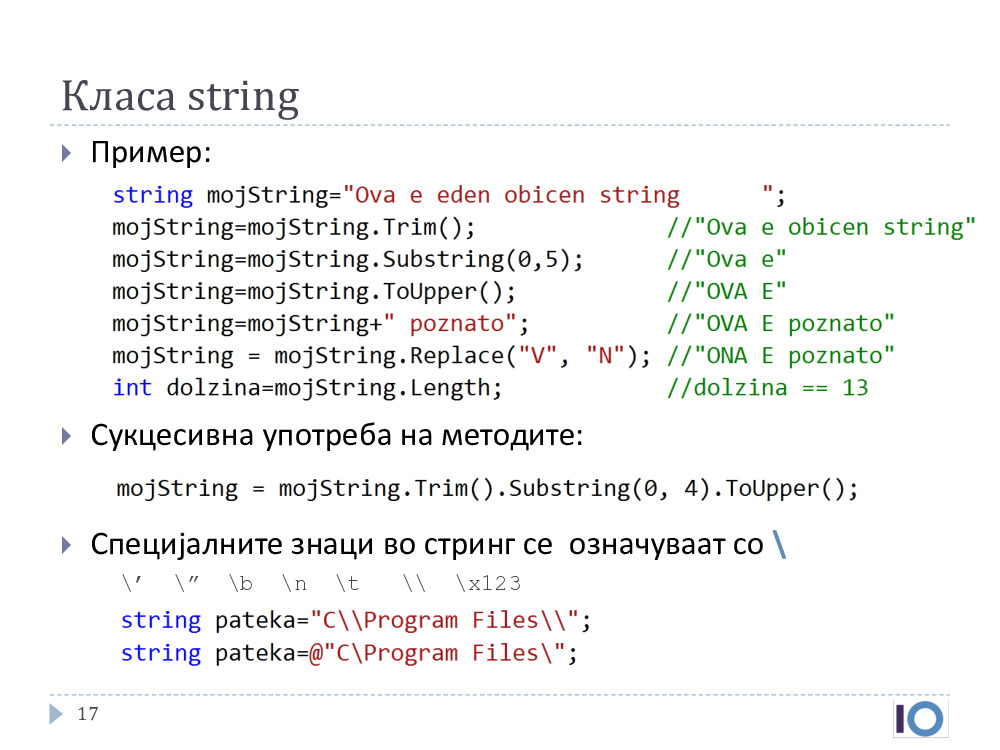 Класа string
Пример:
string mojString="Ova e eden obicen string      ";
mojString=mojString.Trim();              //"Ova e obicen string"
mojString=mojString.Substring(0,5);      //"Ova e"
mojString=mojString.ToUpper();           //"OVA E"
mojString=mojString+" poznato";          //"OVA E poznato"
mojString = mojString.Replace("V", "N"); //"ONA E poznato"
int dolzina=mojString.Length;            //dolzina == 13
Сукцесивна употреба на методите:
mojString = mojString.Trim().Substring(0, 4).ToUpper();
Специјалните знаци во стринг се  означуваат со \
\’  \”  \b  \n  \t   \\  \x123
string pateka="C\\Program Files\\";
string pateka=@"C\Program Files\";
17
IO